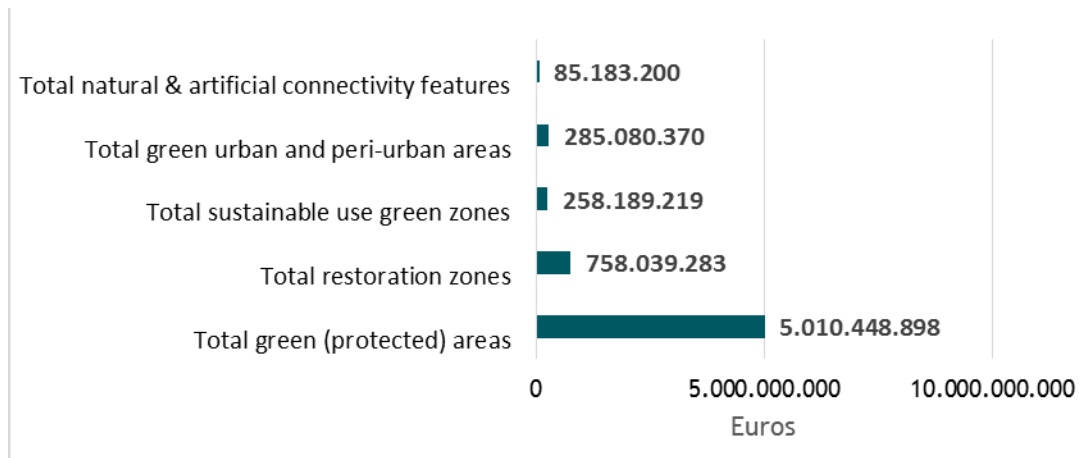 Total natural & artificial connectivity features 85.183.200
Total green urban and peri-urban areas 285.080.370
Total sustainable use green zones 258.189.219
Total restoration zones 758.039.283
Total green (protected) areas 5.010.448.898
0 5.000.000.000 10.000.000.000
Euros